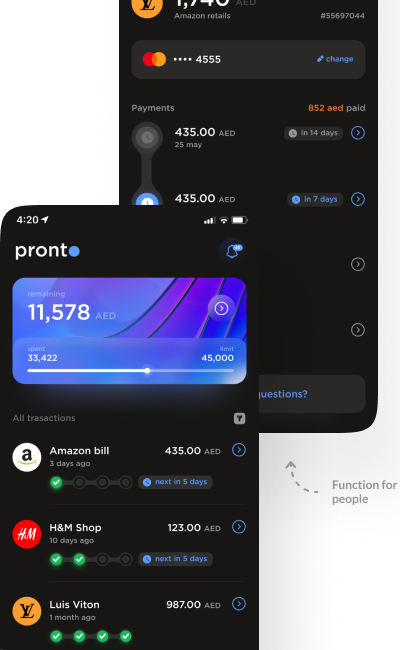 1,740 AED
Amazon retails
#55697044
•••• 4555
change
Payments
852 aed paid
435.00 AED
25 may
in 14 days
435.00 AED
in 7 days
questions?
4:20
pronto
remaining
11,578 AED
spent
33,422
limit
45,000
All trasactions
Amazon bill
3 days ago
435.00 AED
next in 5 days
H&M Shop
10 days ago
123.00 AED
next in 5 days
Luis Viton
1 month ago
987.00 AED
Function for
people